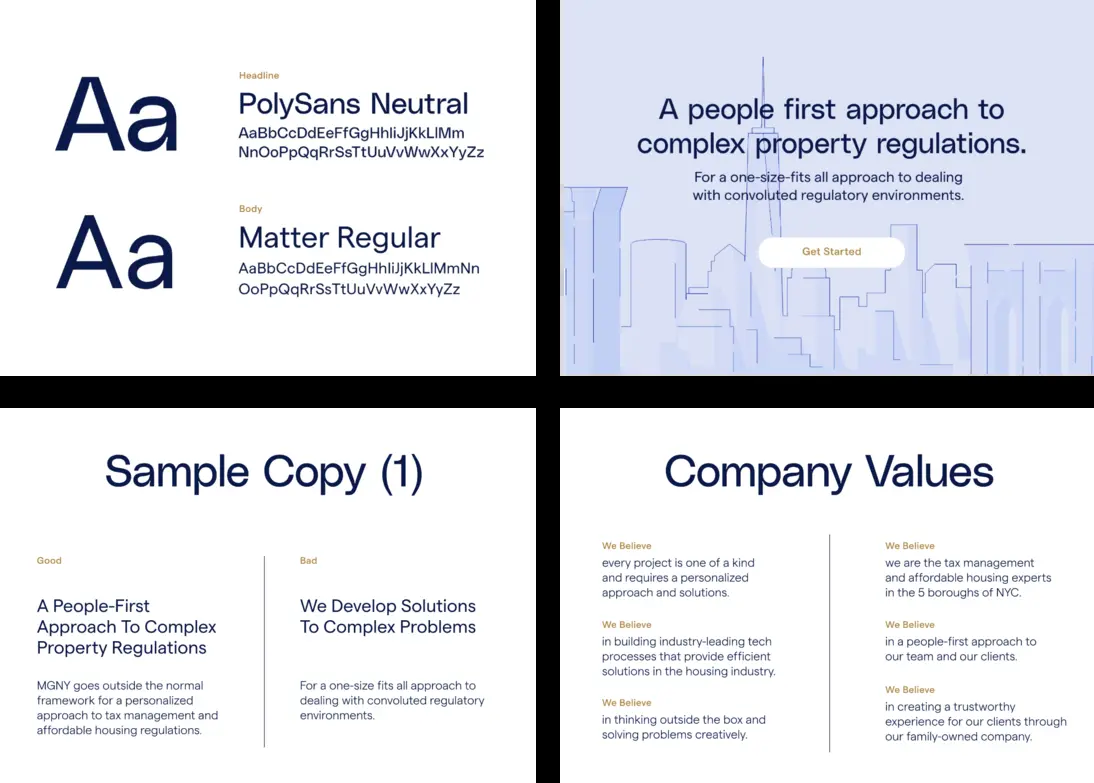 Aa
Headline
PolySans Neutral
AaBbCcDdEeFfGgHhIiJjKkLlMm
NnOoPpQqRrSsTtUuVvWwXxYyZz
Aa
Body
Matter Regular
AaBbCcDdEeFfGgHhIiJjKkLlMmNn
OoPpQqRrSsTtUuVvWwXxYyZz
A people first approach to
complex property regulations.
For a one-size-fits all approach to dealing
with convoluted regulatory environments.
Get Started
Sample Copy (1)
Good
A People-First
Approach To Complex
Property Regulations
MGNY goes outside the normal
framework for a personalized
approach to tax management and
affordable housing regulations.
Bad
We Develop Solutions
To Complex Problems
For a one-size fits all approach to
dealing with convoluted regulatory
environments.
Company Values
We Believe
every project is one of a kind
and requires a personalized
approach and solutions.
We Believe
in building industry-leading tech
processes that provide efficient
solutions in the housing industry.
We Believe
in thinking outside the box and
solving problems creatively.
We Believe
we are the tax management
and affordable housing experts
in the 5 boroughs of NYC.
We Believe
in a people-first approach to
our team and our clients.
We Believe
in creating a trustworthy
experience for our clients through
our family-owned company.